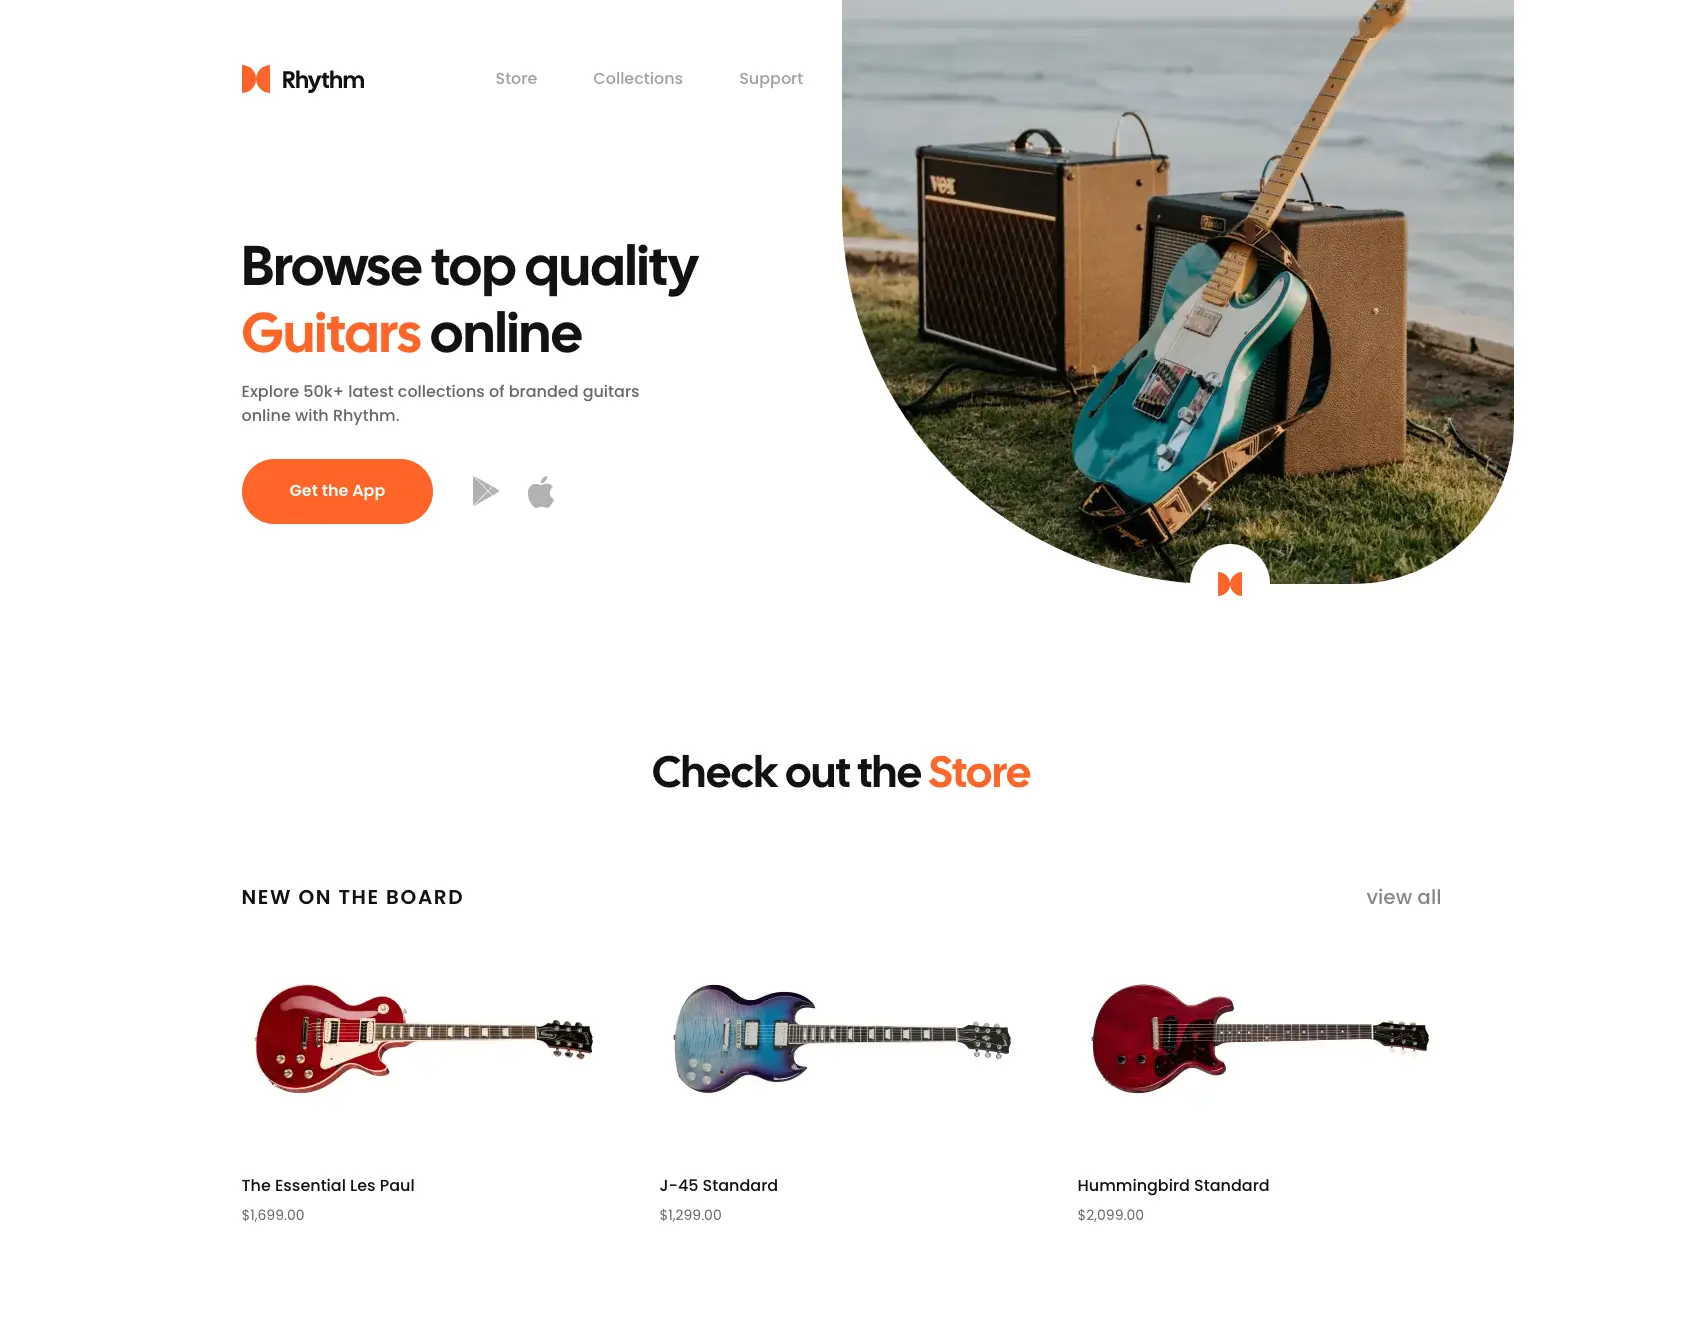 Rhythm
Store
Collections
Support
VOX
Fender
Browse top quality
Guitars online
Explore 50k+ latest collections of branded guitars
online with Rhythm.
Get the App
Check out the Store
NEW ON THE BOARD
view all
The Essential Les Paul
J-45 Standard
Hummingbird Standard
$1,699.00
$1,299.00
$2,099.00